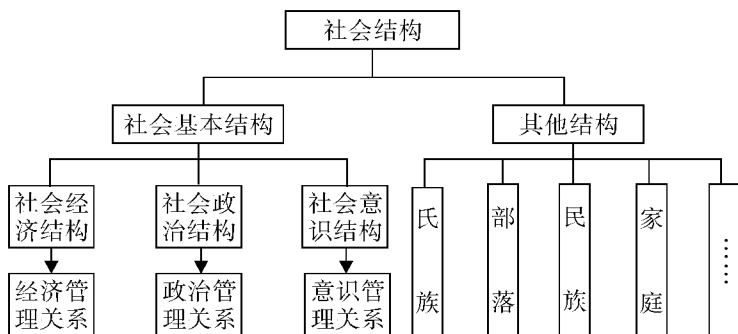 社会结构
社会基本结构
其他结构
社会经
济结构
社会政
治结构
社会意
识结构
氏族
部落
民族
家庭
……
经济管
理关系
政治管
理关系
意识管
理关系